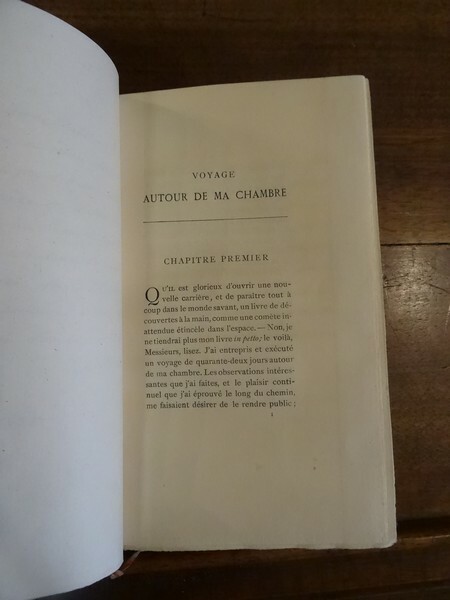 VOYAGE
AUTOUR DE MA CHAMBRE
CHAPITRE PREMIER
Qu'il est glorieux d'ouvrir une nou-
velle carrière, et de paraître tout à
coup dans le monde savant, un livre de dé-
couvertes à la main, comme une comète in-
attendue étincèle dans l'espace. — Non, je
ne tiendrai plus mon livre in petto; le voilà,
Messieurs, lisez. J'ai entrepris et exécuté
un voyage de quarante-deux jours autour
de ma chambre. Les observations intéres-
santes que j'ai faites, et le plaisir conti-
nuel que j'ai éprouvé le long du chemin,
me faisaient désirer de le rendre public;
1